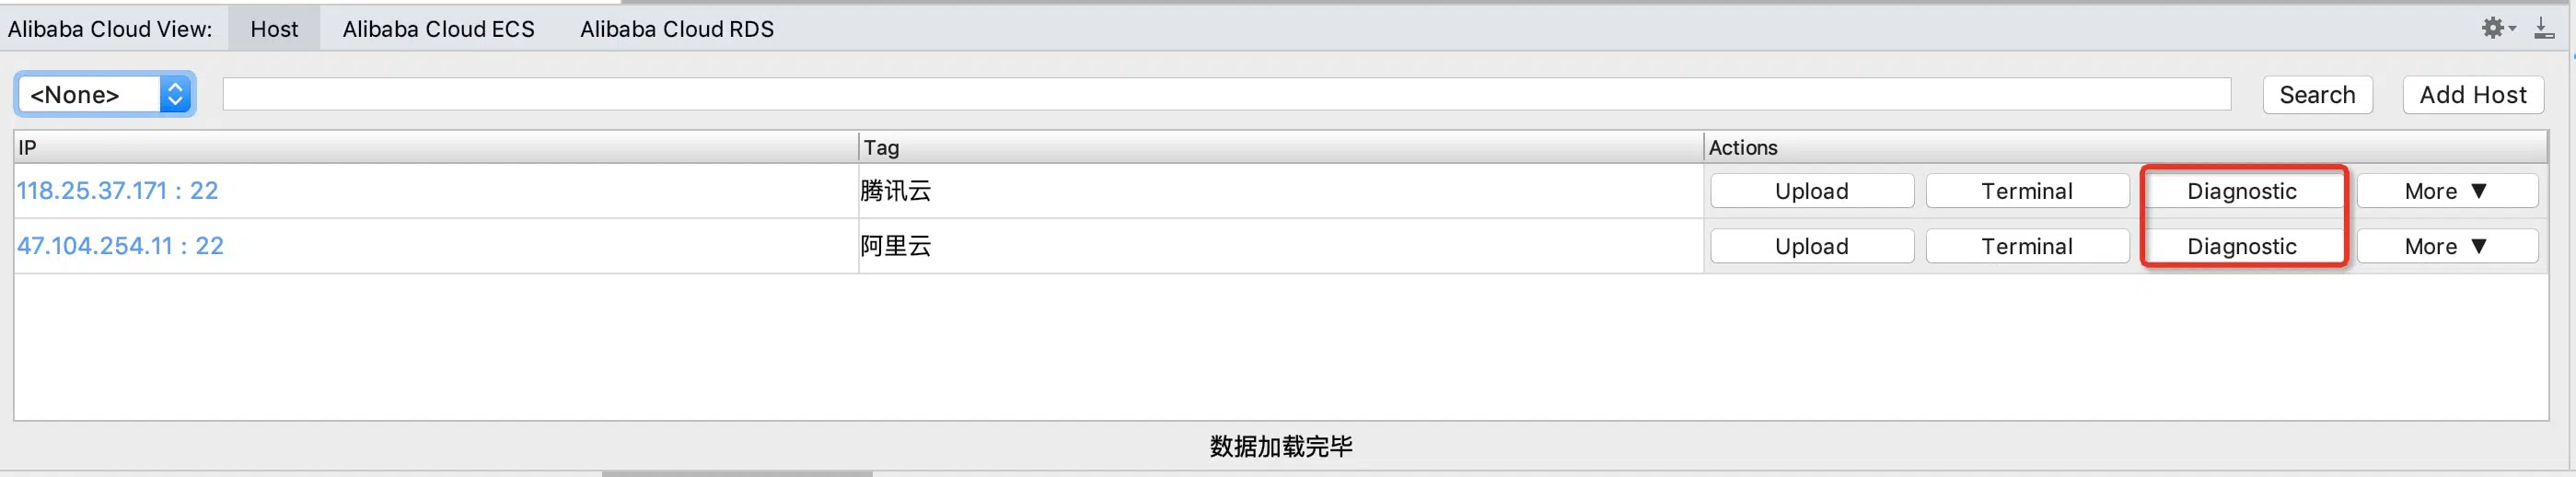 Alibaba Cloud View: Host Alibaba Cloud ECS Alibaba Cloud RDS
<None> Search Add Host
IP Tag Actions
118.25.37.171 : 22 腾讯云 Upload Terminal Diagnostic More ▼
47.104.254.11 : 22 阿里云 Upload Terminal Diagnostic More ▼
数据加载完毕